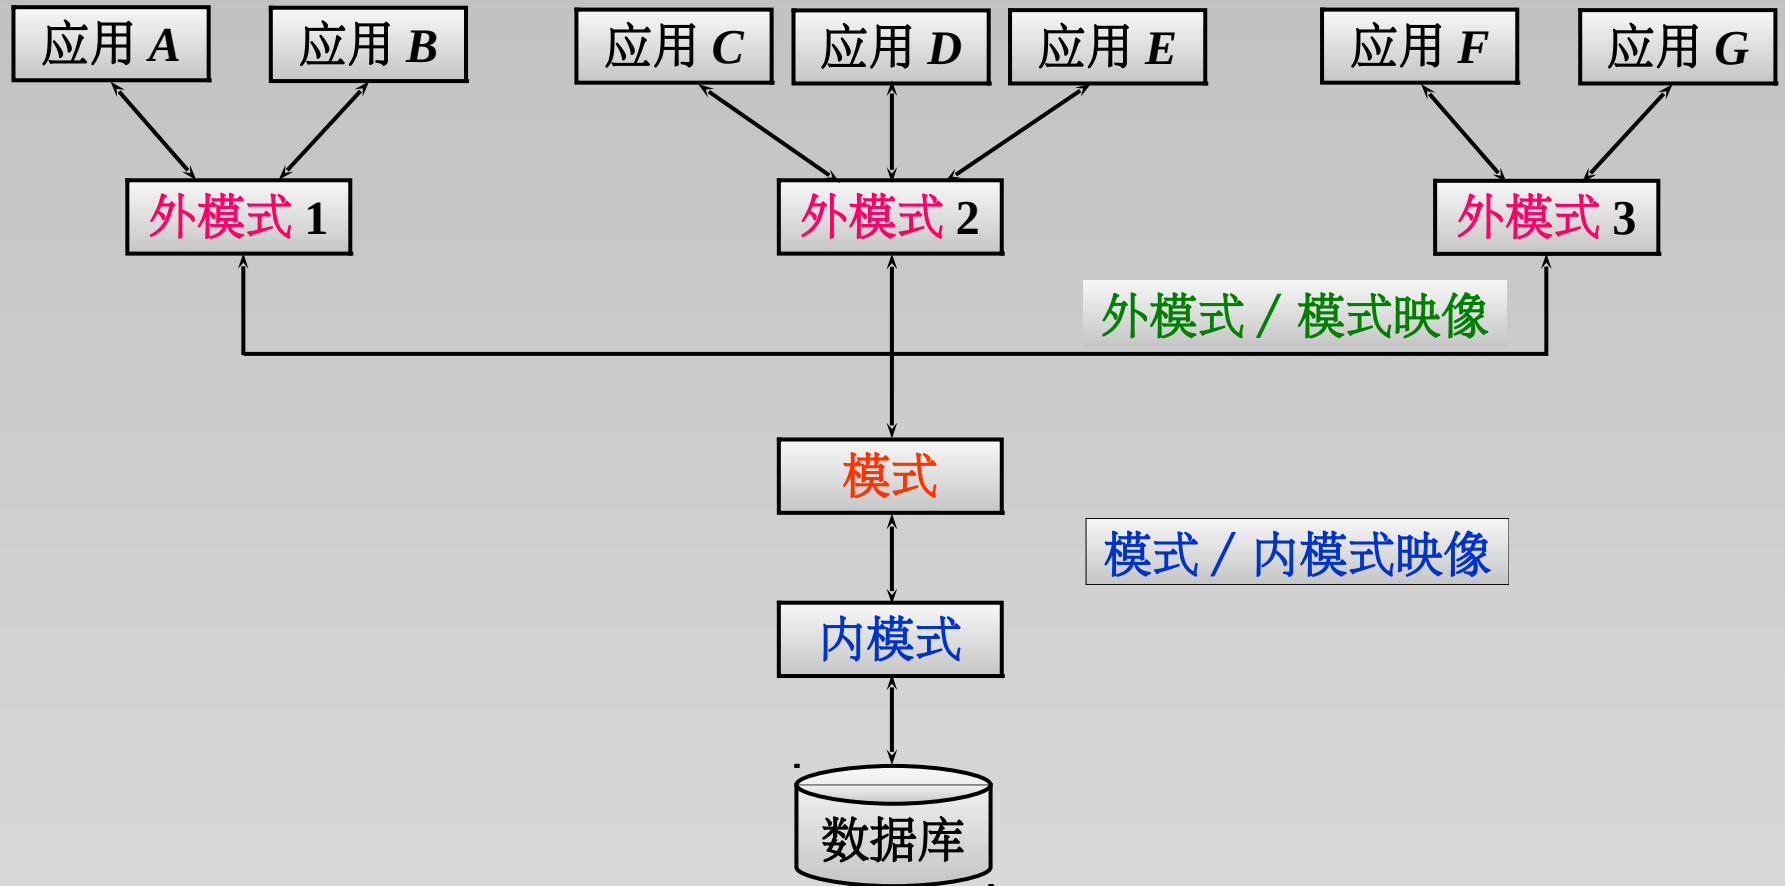 应用 A
应用 B
应用 C
应用 D
应用 E
应用 F
应用 G
外模式 1
外模式 2
外模式 3
外模式 / 模式映像
模式
模式 / 内模式映像
内模式
数据库